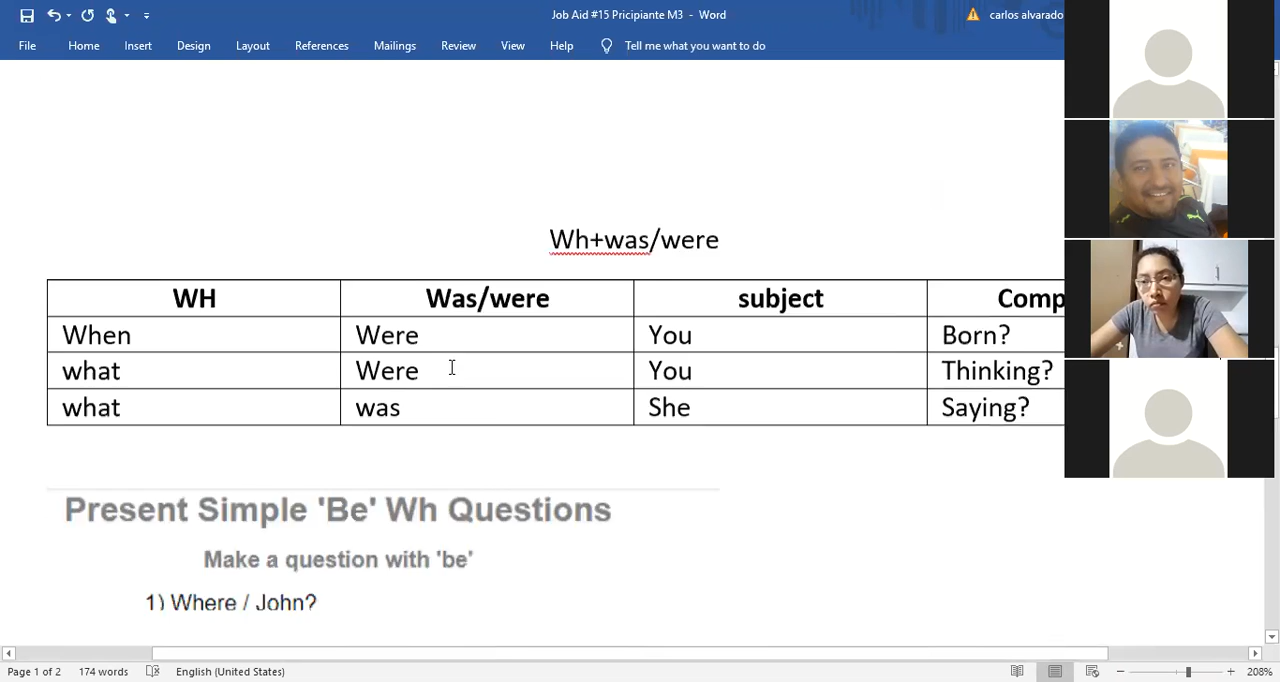 Job Aid #15 Pricipiante M3 - Word
carlos alvarado
File Home Insert Design Layout References Mailings Review View Help Tell me what you want to do
Wh+was/were
WH Was/were subject Comp
When Were You Born?
what Were You Thinking?
what was She Saying?
Present Simple 'Be' Wh Questions
Make a question with 'be'
1) Where / John?
Page 1 of 2 174 words English (United States) 208%